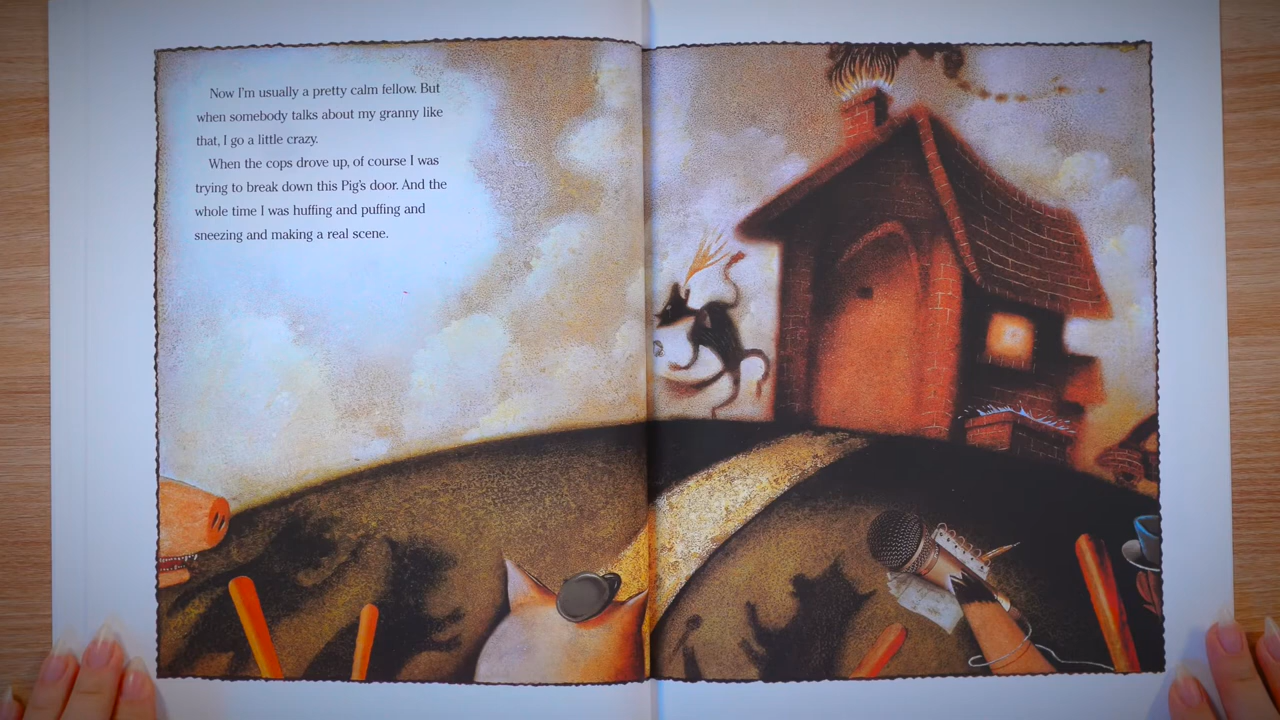 Now I'm usually a pretty calm fellow. But
when somebody talks about my granny like
that, I go a little crazy.
When the cops drove up, of course I was
trying to break down this Pig's door. And the
whole time I was huffing and puffing and
sneezing and making a real scene.